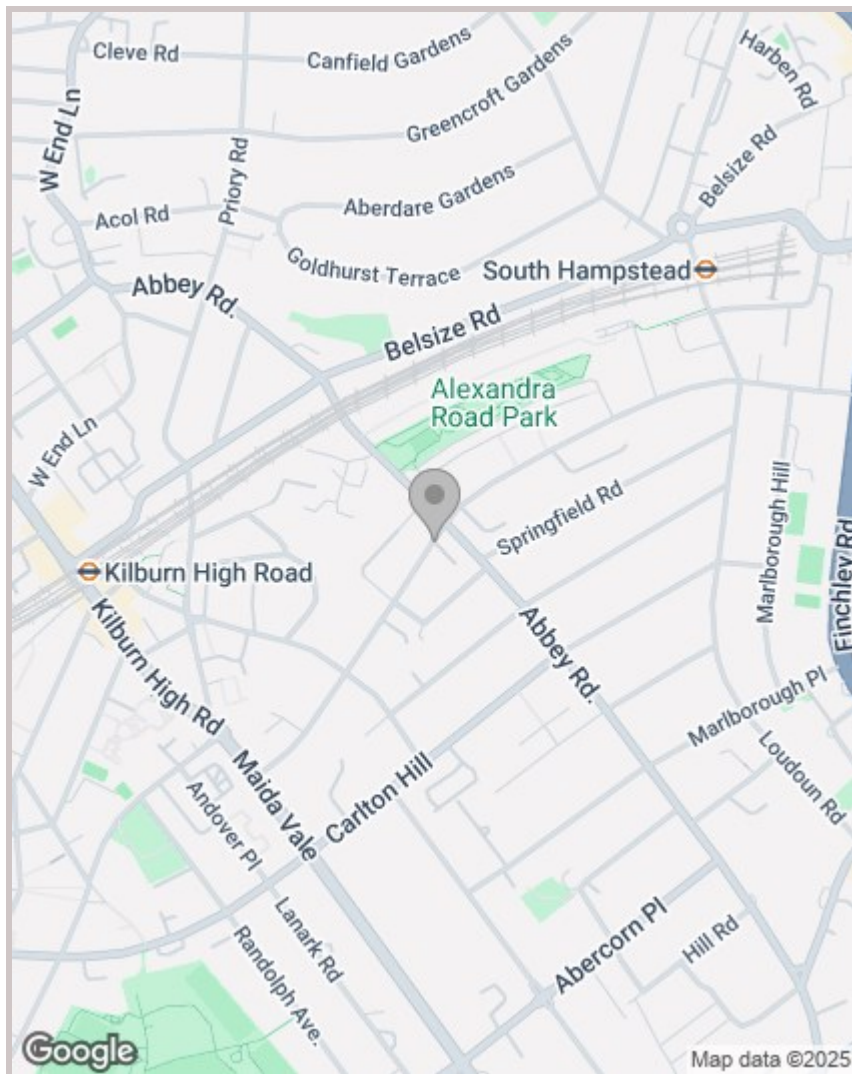 Cleve Rd
Canfield Gardens
Harben Rd
Greencroft Gardens
W End Ln
Priory Rd
Belsize Rd
Aberdare Gardens
Acol Rd
Goldhurst Terrace
South Hampstead
Abbey Rd.
Belsize Rd
Alexandra
Road Park
W End Ln
Springfield Rd
Marlborough Hill
Finchley Rd
Kilburn High Road
Kilburn High Rd
Abbey Rd.
Marlborough Pl
Loudoun Rd
Maida Vale
Carlton Hill
Andover Pl
Lanark Rd
Randolph Ave.
Abercorn Pl
Hill Rd
Google
Map data ©2025